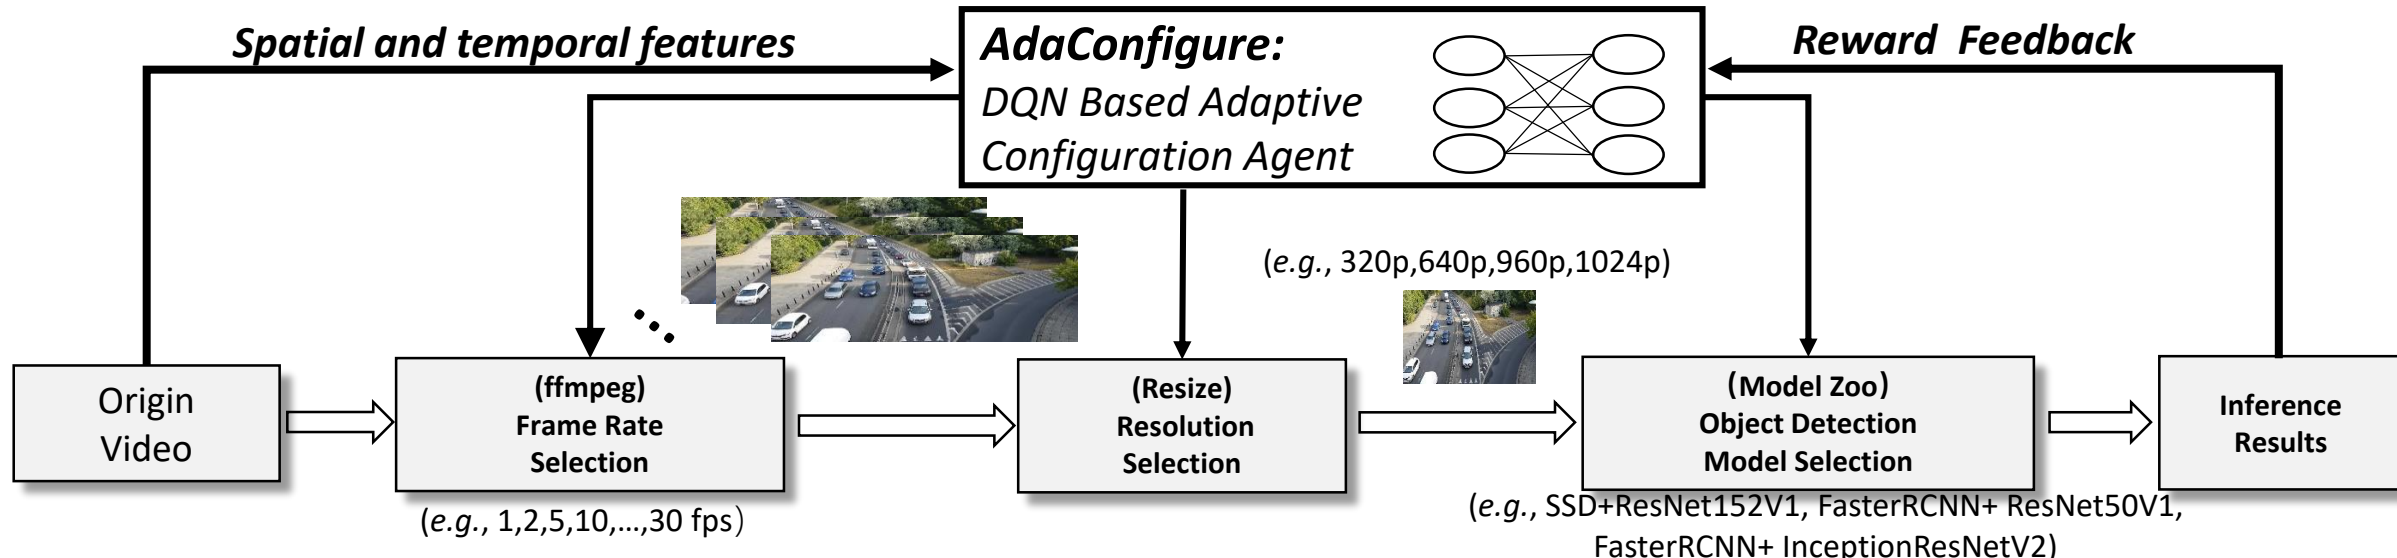 Spatial and temporal features
AdaConfigure:
DQN Based Adaptive
Configuration Agent
Reward  Feedback
(e.g., 320p,640p,960p,1024p)
Origin
Video
(ffmpeg)
Frame Rate
Selection
(Resize)
Resolution
Selection
(Model Zoo)
Object Detection
Model Selection
Inference
Results
(e.g., 1,2,5,10,...,30 fps)
(e.g., SSD+ResNet152V1, FasterRCNN+ ResNet50V1,
FasterRCNN+ InceptionResNetV2)